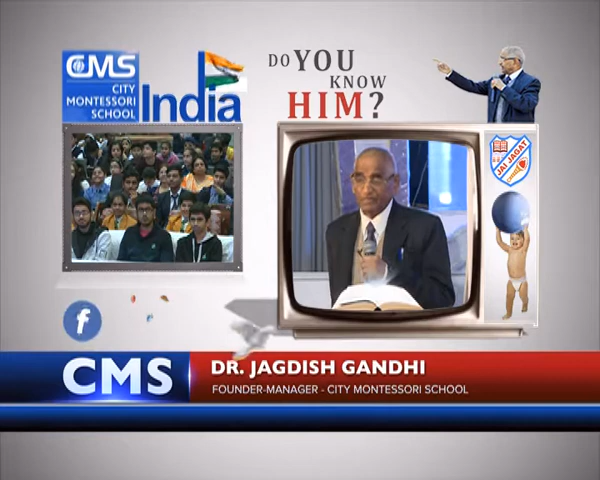 CMS
CITY
MONTESSORI
SCHOOL
India
DO YOU
KNOW
HIM?
JAI JAGAT
f
CMS
DR. JAGDISH GANDHI
FOUNDER-MANAGER - CITY MONTESSORI SCHOOL